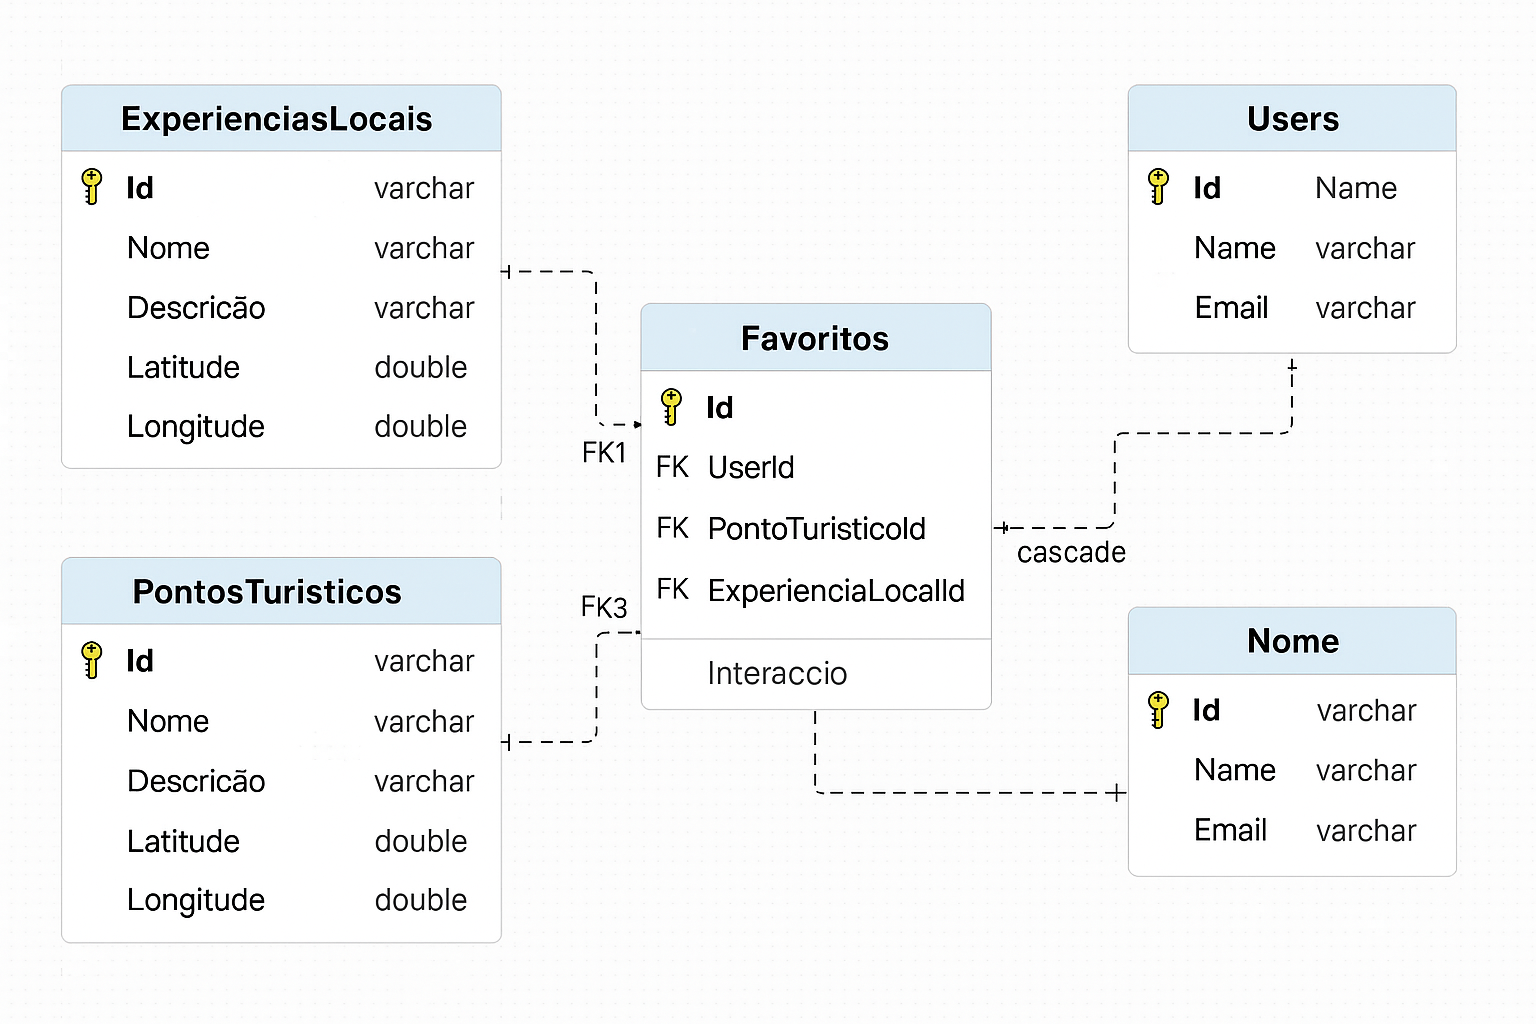 ExperienciasLocais
Id varchar
Nome varchar
Descricão varchar
Latitude double
Longitude double
PontosTuristicos
Id varchar
Nome varchar
Descricão varchar
Latitude double
Longitude double
FK1
FK3
Favoritos
Id
FK UserId
FK PontoTuristicoId
FK ExperienciaLocalId
Interaccio
cascade
Users
Id Name
Name varchar
Email varchar
Nome
Id varchar
Name varchar
Email varchar